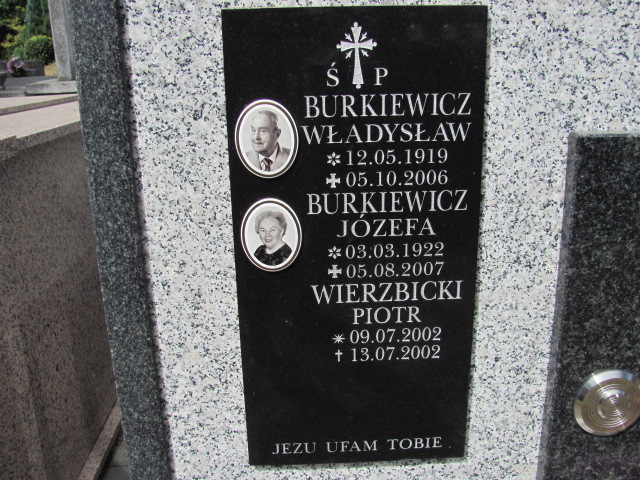 Ś P
BURKIEWICZ
WŁADYSŁAW
✲ 12.05.1919
✠ 05.10.2006
BURKIEWICZ
JÓZEFA
✲ 03.03.1922
✠ 05.08.2007
WIERZBICKI
PIOTR
✴ 09.07.2002
† 13.07.2002
JEZU UFAM TOBIE